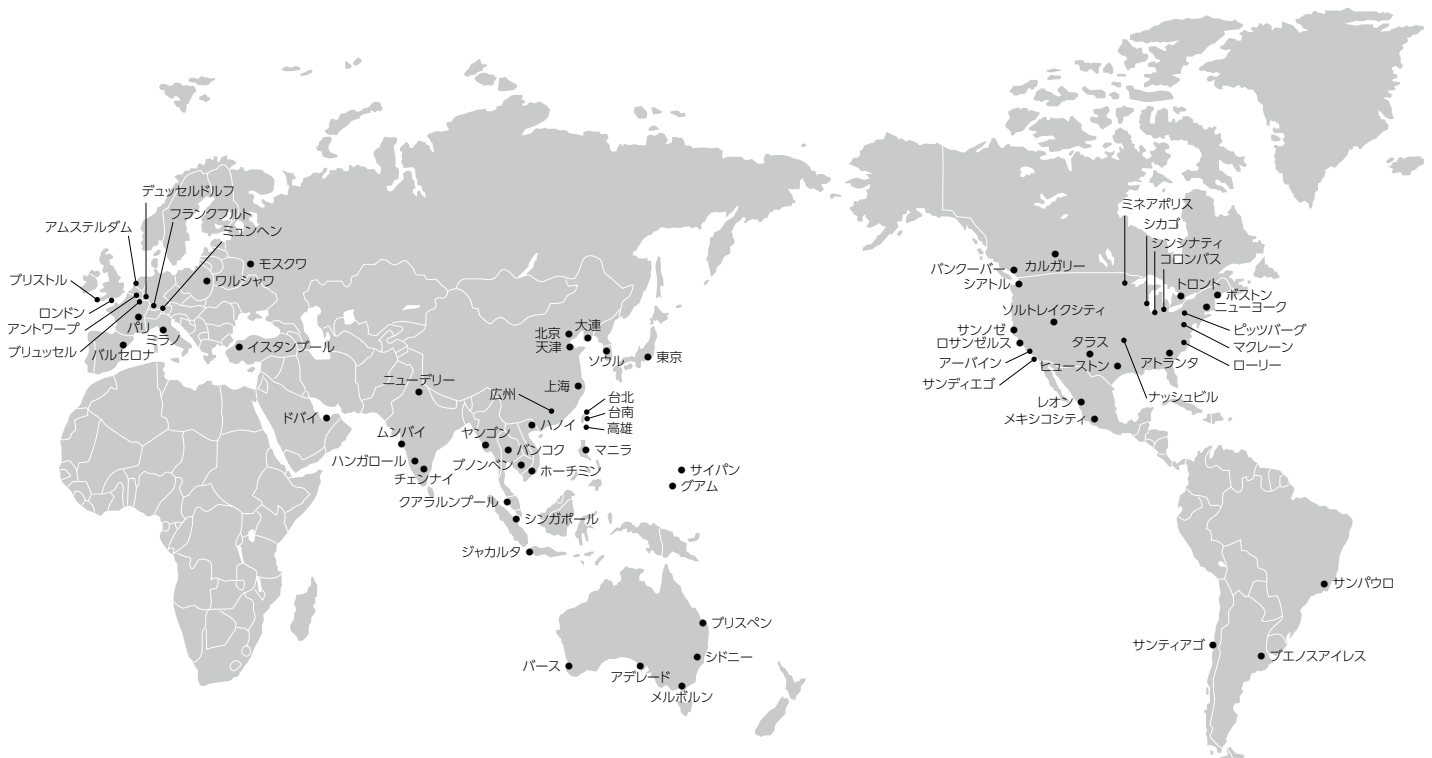 デュッセルドルフ
フランクフルト
アムステルダム
ミュンヘン
モスクワ
ブリストル
ワルシャワ
ロンドン
アントワープ
パリ
ミラノ
ブリュッセル
バルセロナ
イスタンブール
北京
大連
天津
ソウル
東京
ニューデリー
上海
広州
台北
台南
高雄
ドバイ
ムンバイ
ヤンゴン
ハノイ
ハンガロール
チェンナイ
バンコク
マニラ
プノンペン
ホーチミン
サイパン
グアム
クアラルンプール
シンガポール
ジャカルタ
ブリスベン
シドニー
パース
アデレード
メルボルン
ミネアポリス
シカゴ
シンシナティ
コロンバス
バンクーバー
カルガリー
シアトル
トロント
ボストン
ニューヨーク
ソルトレイクシティ
サンノゼ
ロサンゼルス
ピッツバーグ
マクレーン
ローリー
アーバイン
サンディエゴ
タラス
ヒューストン
アトランタ
ナッシュビル
レオン
メキシコシティ
サンパウロ
サンティアゴ
ブエノスアイレス